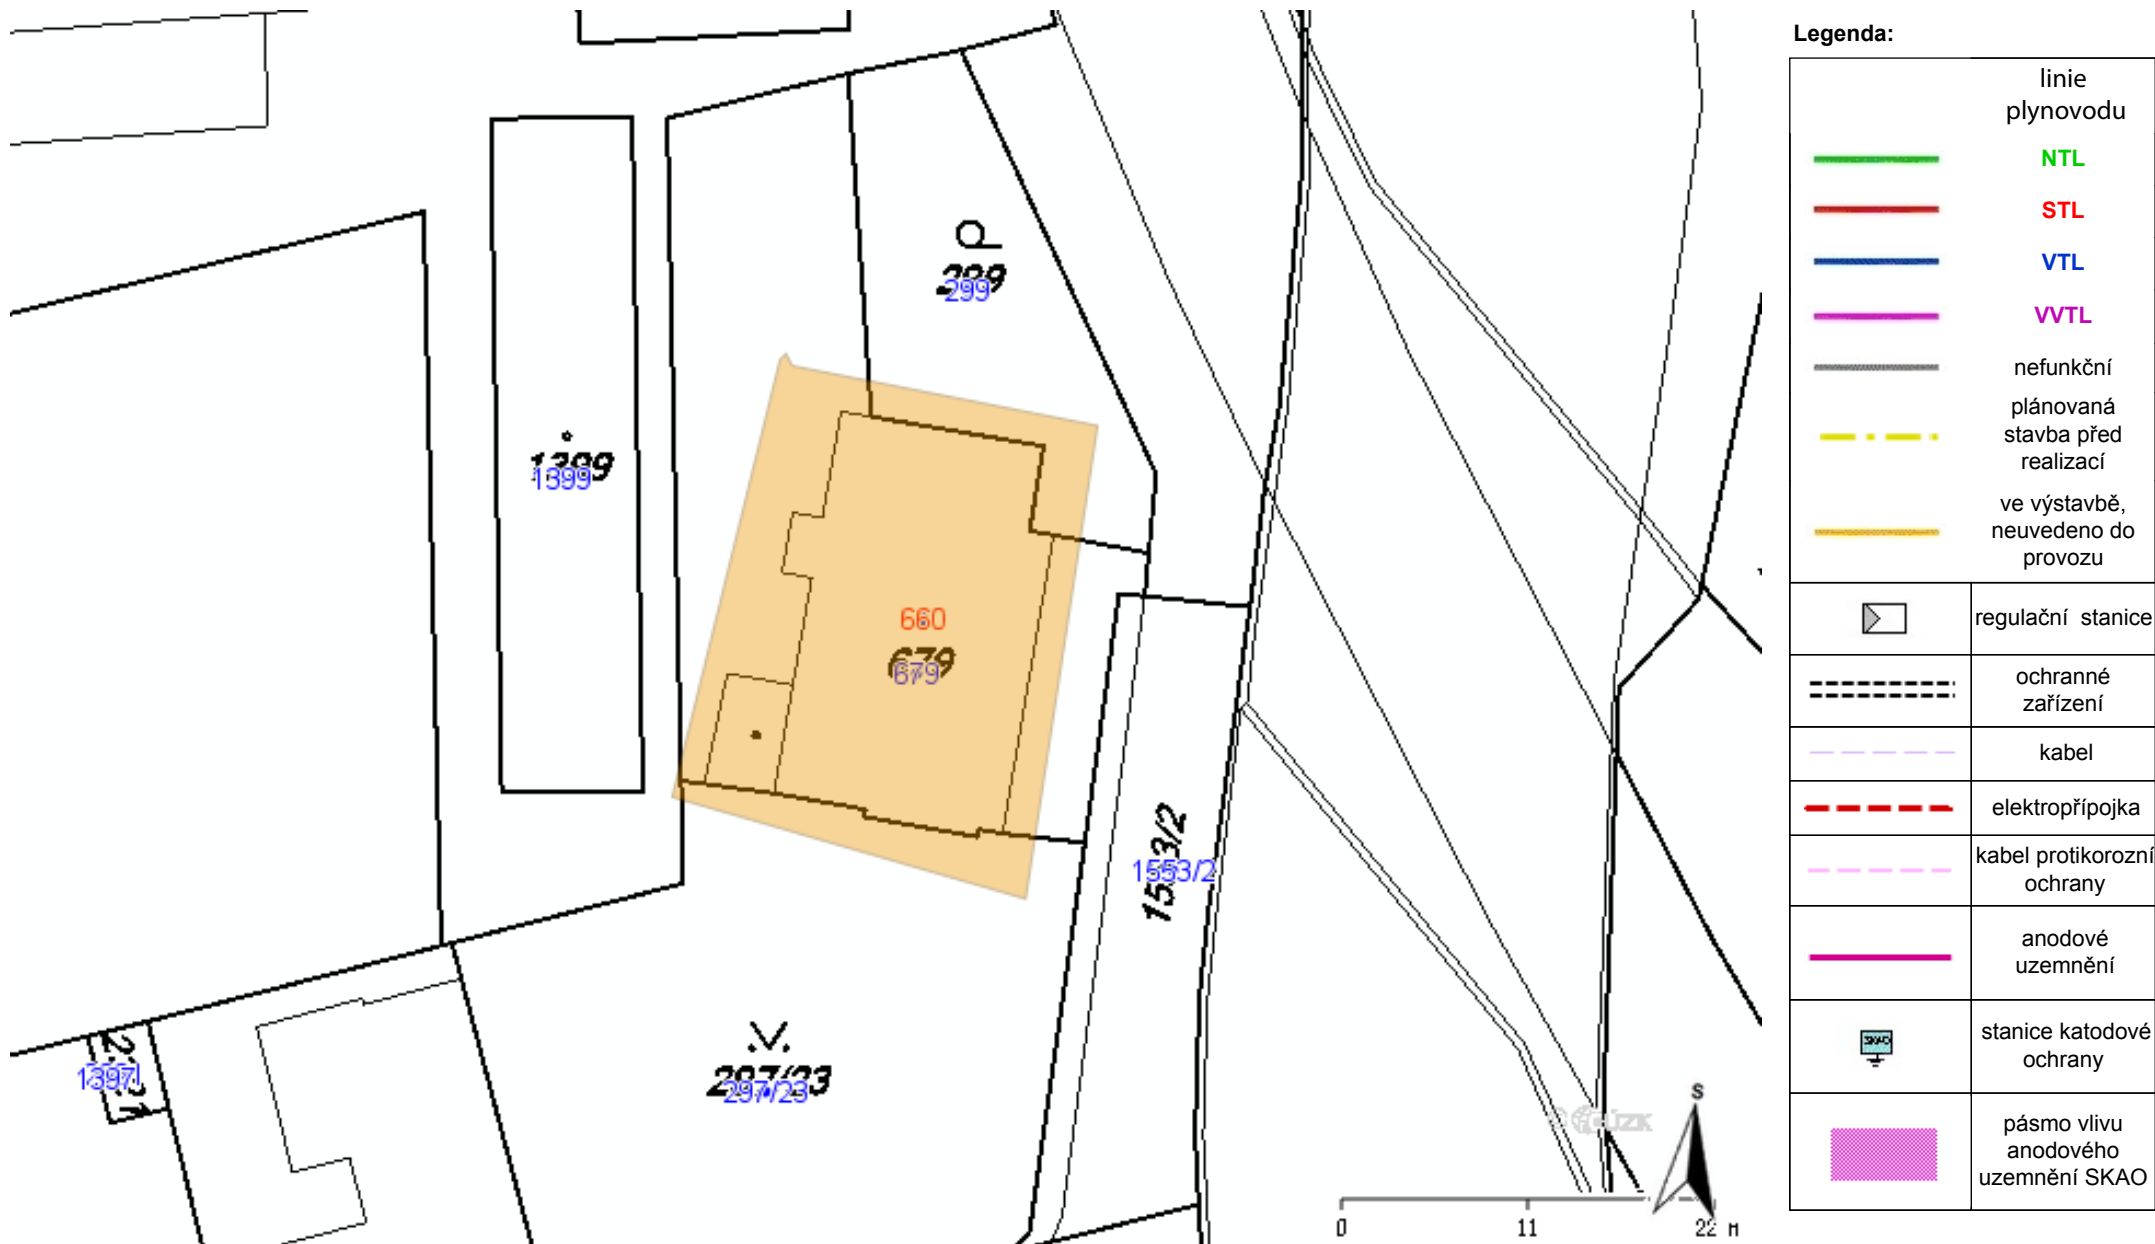 299
299
1399
1399
660
679
679
1553/2
1553/2
297/23
297/23
1397
© ČÚZK
S
0 11 22 M
Legenda:
linie
plynovodu
NTL
STL
VTL
VVTL
nefunkční
plánovaná
stavba před
realizací
ve výstavbě,
neuvedeno do
provozu
regulační stanice
ochranné
zařízení
kabel
elektropřípojka
kabel protikorozní
ochrany
anodové
uzemnění
SKAO
stanice katodové
ochrany
pásmo vlivu
anodového
uzemnění SKAO